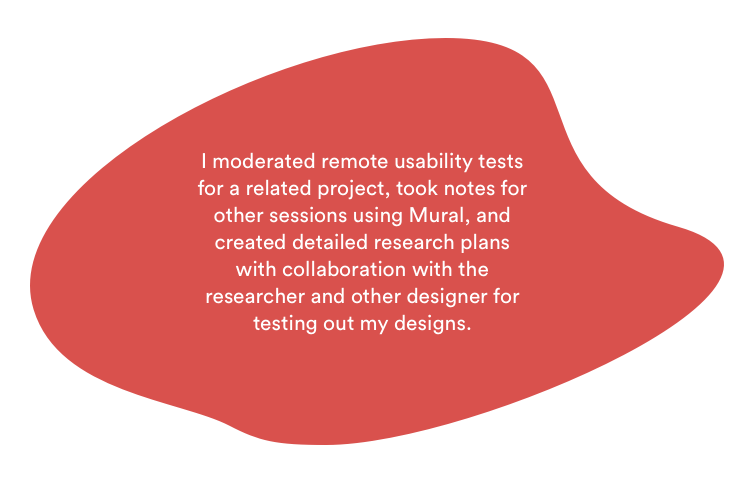 I moderated remote usability tests
for a related project, took notes for
other sessions using Mural, and
created detailed research plans
with collaboration with the
researcher and other designer for
testing out my designs.